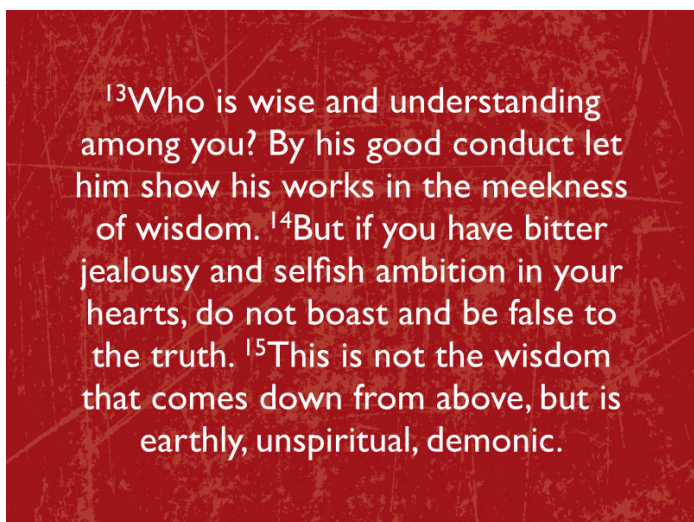 ¹³Who is wise and understanding
among you? By his good conduct let
him show his works in the meekness
of wisdom. ¹⁴But if you have bitter
jealousy and selfish ambition in your
hearts, do not boast and be false to
the truth. ¹⁵This is not the wisdom
that comes down from above, but is
earthly, unspiritual, demonic.